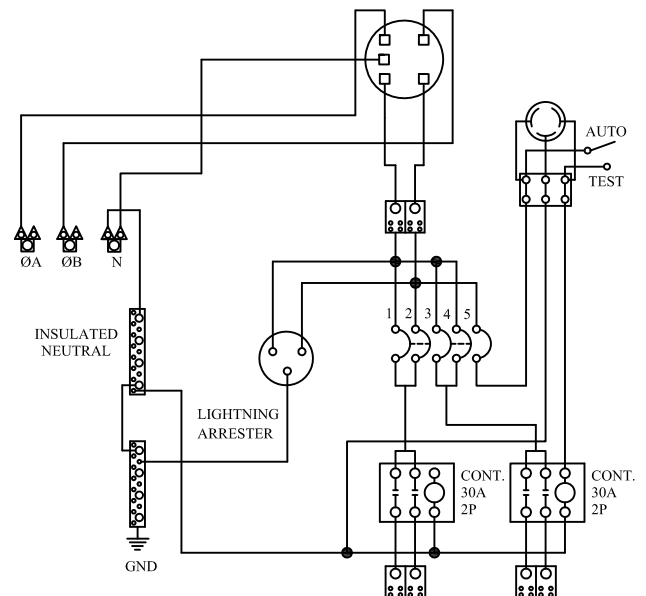 AUTO
TEST
ØA
ØB
N
1
2
3
4
5
INSULATED
NEUTRAL
LIGHTNING
ARRESTER
CONT.
30A
2P
CONT.
30A
2P
GND